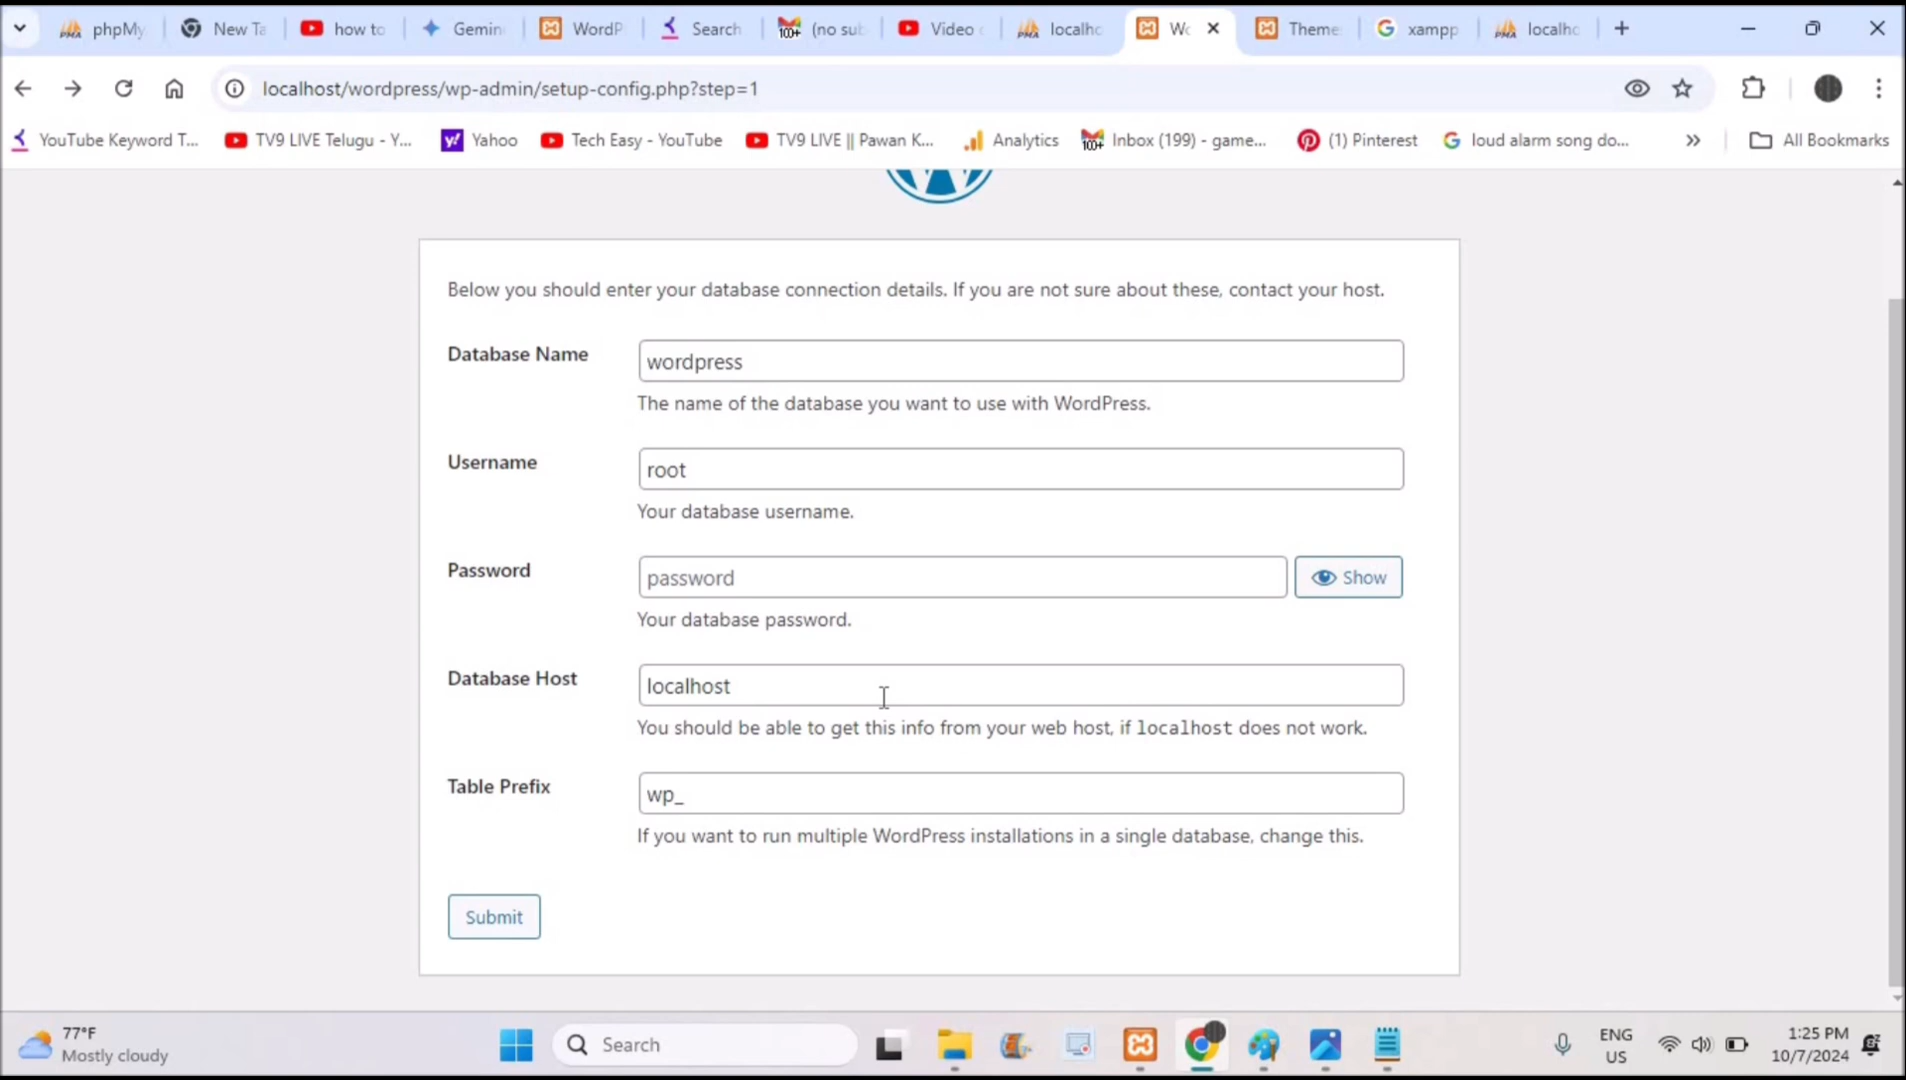 phpMy
New Ta
how to
Gemin
WordP
Search
100+
(no sub
Video
localho
Wo
Theme
xampp
localho
localhost/wordpress/wp-admin/setup-config.php?step=1
YouTube Keyword T...
TV9 LIVE Telugu - Y...
Yahoo
Tech Easy - YouTube
TV9 LIVE || Pawan K...
Analytics
100+
Inbox (199) - game...
(1) Pinterest
loud alarm song do...
All Bookmarks
Below you should enter your database connection details. If you are not sure about these, contact your host.
Database Name
wordpress
The name of the database you want to use with WordPress.
Username
root
Your database username.
Password
password
Show
Your database password.
Database Host
localhost
You should be able to get this info from your web host, if localhost does not work.
Table Prefix
wp_
If you want to run multiple WordPress installations in a single database, change this.
Submit
77°F
Mostly cloudy
Search
ENG
US
1:25 PM
10/7/2024